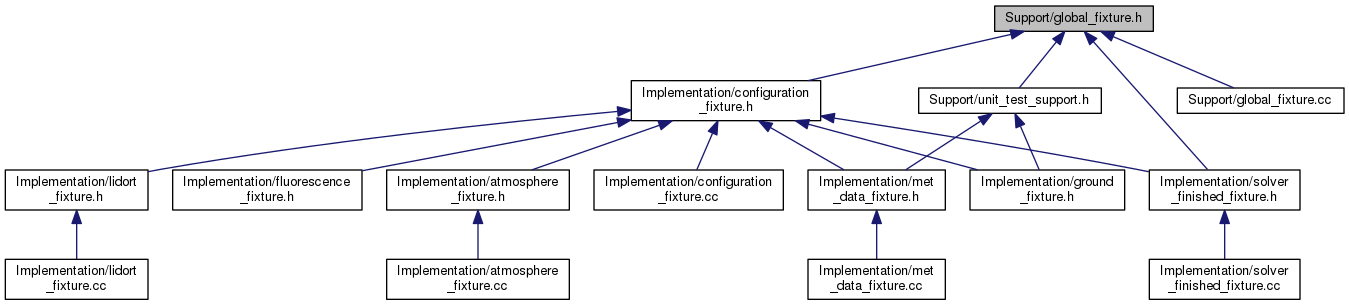 Support/global_fixture.h
Implementation/configuration
_fixture.h
Support/unit_test_support.h
Support/global_fixture.cc
Implementation/lidort
_fixture.h
Implementation/fluorescence
_fixture.h
Implementation/atmosphere
_fixture.h
Implementation/configuration
_fixture.cc
Implementation/met
_data_fixture.h
Implementation/ground
_fixture.h
Implementation/solver
_finished_fixture.h
Implementation/lidort
_fixture.cc
Implementation/atmosphere
_fixture.cc
Implementation/met
_data_fixture.cc
Implementation/solver
_finished_fixture.cc